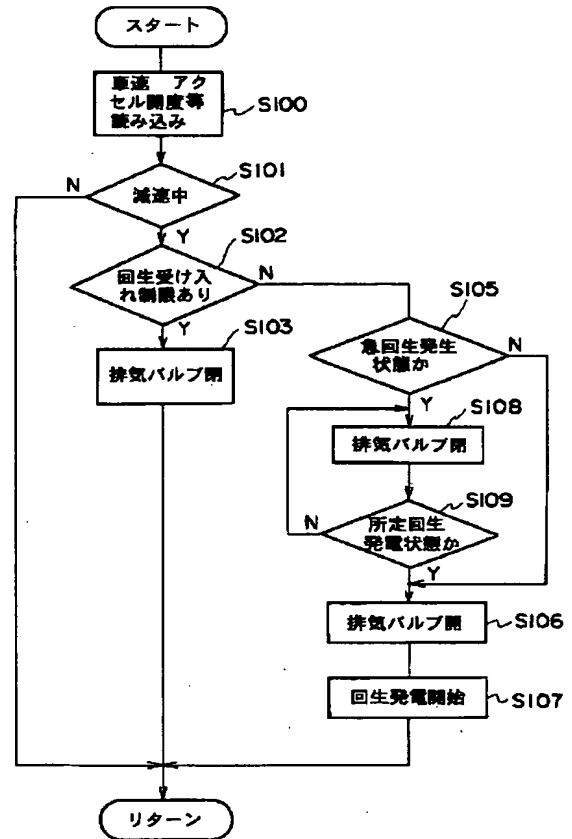 スタート
車速 アク
セル開度等
読み込み
S100
S101
減速中
N
Y
S102
回生受け入
れ制限あり
N
Y
S103
排気バルブ閉
S105
急回生発生
状態か
N
Y
S108
排気バルブ閉
S109
所定回生
発電状態か
N
Y
排気バルブ開
S106
回生発電開始
S107
リターン